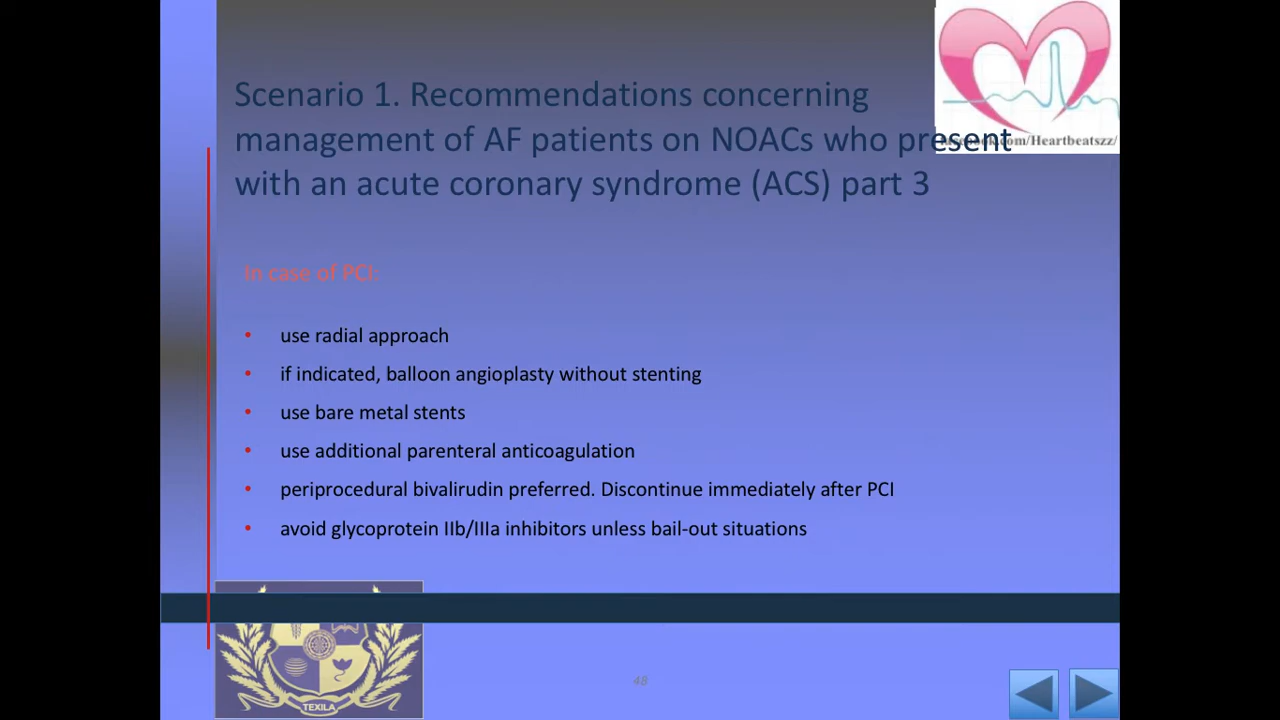 Scenario 1. Recommendations concerning
management of AF patients on NOACs who present
with an acute coronary syndrome (ACS) part 3
.com/Heartbeatszz/
In case of PCI:
• use radial approach
• if indicated, balloon angioplasty without stenting
• use bare metal stents
• use additional parenteral anticoagulation
• periprocedural bivalirudin preferred. Discontinue immediately after PCI
• avoid glycoprotein IIb/IIIa inhibitors unless bail-out situations
TEXILA
48